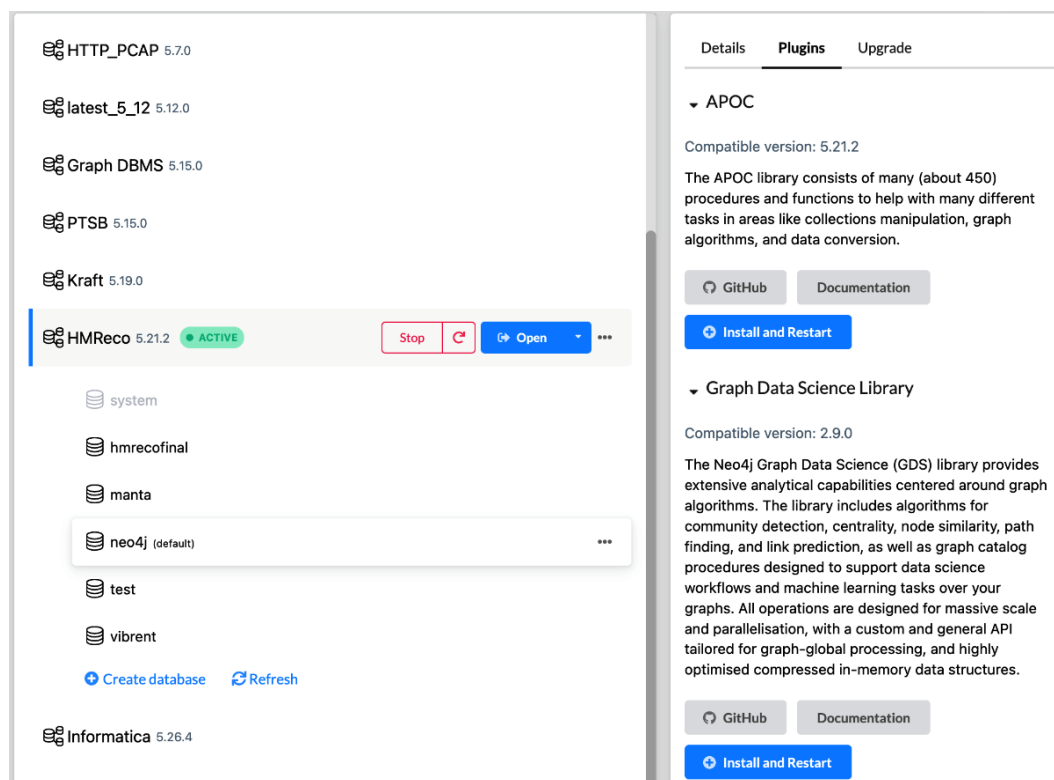 HTTP_PCAP 5.7.0
latest_5_12 5.12.0
Graph DBMS 5.15.0
PTSB 5.15.0
Kraft 5.19.0
HMReco 5.21.2 ACTIVE Stop Open
system
hmrecofinal
manta
neo4j (default)
test
vibrent
Create database Refresh
Informatica 5.26.4
Details Plugins Upgrade
APOC
Compatible version: 5.21.2
The APOC library consists of many (about 450)
procedures and functions to help with many different
tasks in areas like collections manipulation, graph
algorithms, and data conversion.
GitHub Documentation
Install and Restart
Graph Data Science Library
Compatible version: 2.9.0
The Neo4j Graph Data Science (GDS) library provides
extensive analytical capabilities centered around graph
algorithms. The library includes algorithms for
community detection, centrality, node similarity, path
finding, and link prediction, as well as graph catalog
procedures designed to support data science
workflows and machine learning tasks over your
graphs. All operations are designed for massive scale
and parallelisation, with a custom and general API
tailored for graph-global processing, and highly
optimised compressed in-memory data structures.
GitHub Documentation
Install and Restart